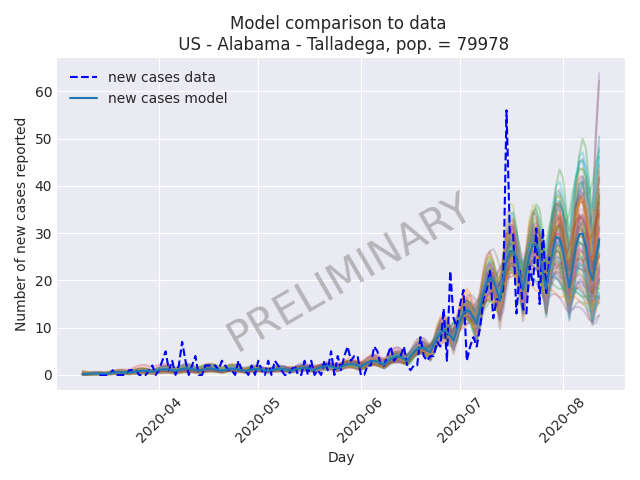 Model comparison to data
US - Alabama - Talladega, pop. = 79978
new cases data
new cases model
Number of new cases reported
60
50
40
30
20
10
0
PRELIMINARY
2020-04
2020-05
2020-06
2020-07
2020-08
Day